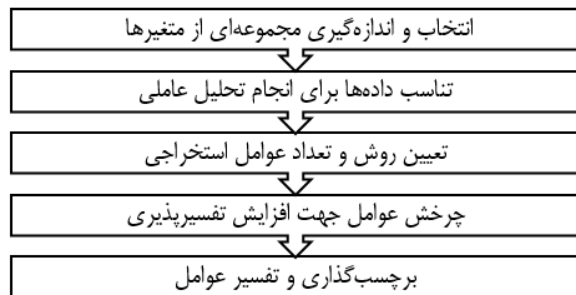 انتخاب و اندازه‌گیری مجموعه‌ای از متغیرها
تناسب داده‌ها برای انجام تحلیل عاملی
تعیین روش و تعداد عوامل استخراجی
چرخش عوامل جهت افزایش تفسیرپذیری
برچسب‌گذاری و تفسیر عوامل